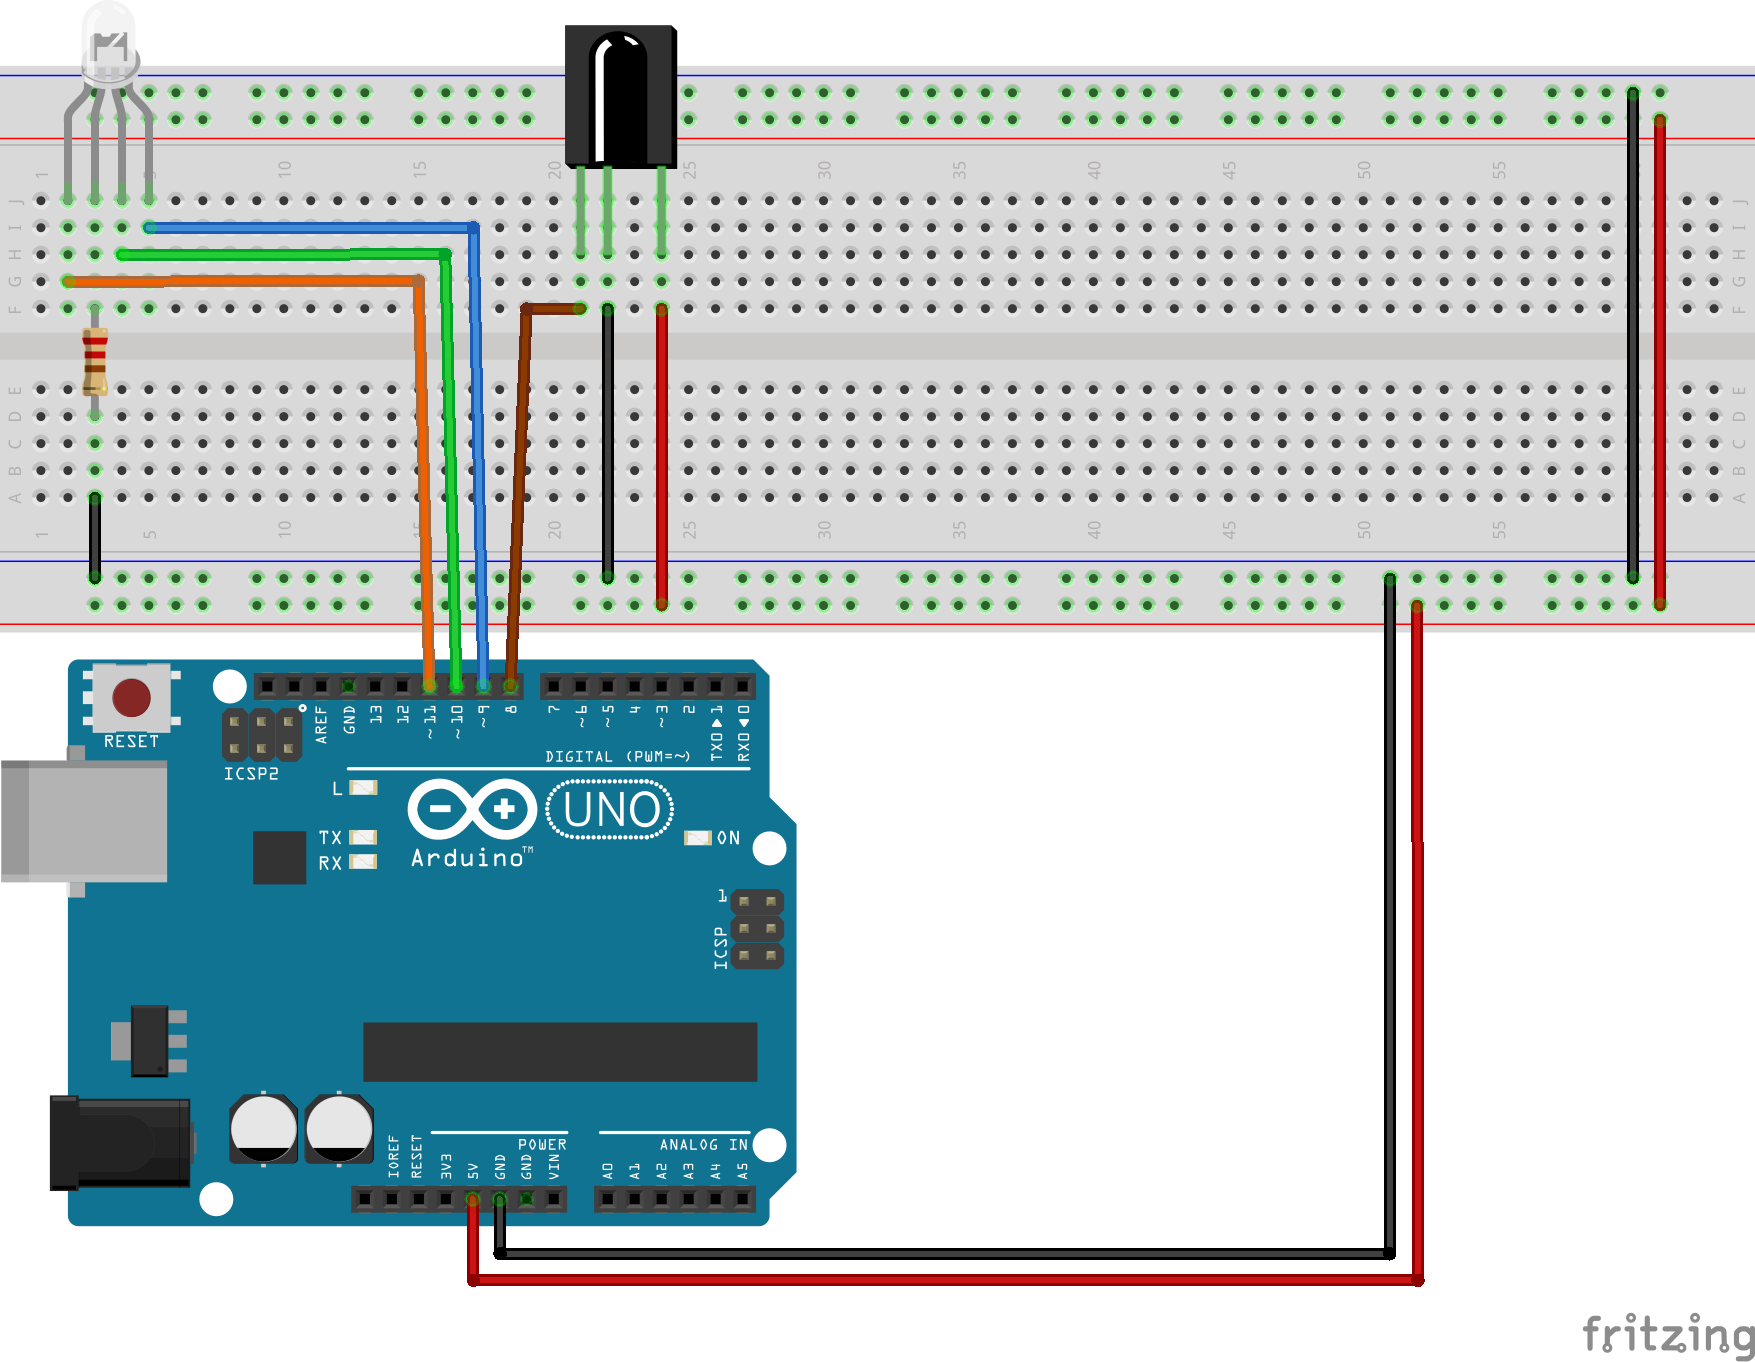 1 5 10 15 20 25 30 35 40 45 50 55
J J
I I
H H
G G
F F
E E
D D
C C
B B
A A
1 5 10 15 20 25 30 35 40 45 50 55
RESET
ICSP2
AREF
GND
13
12
~11
~10
~9
8
7
~6
~5
4
~3
2
TX0▶1
RX0◀0
DIGITAL (PWM=~)
L
TX
RX
UNO
Arduino™
ON
1
ICSP
IOREF
RESET
3V3
5V
GND
GND
VIN
POWER
ANALOG IN
A0
A1
A2
A3
A4
A5
fritzing